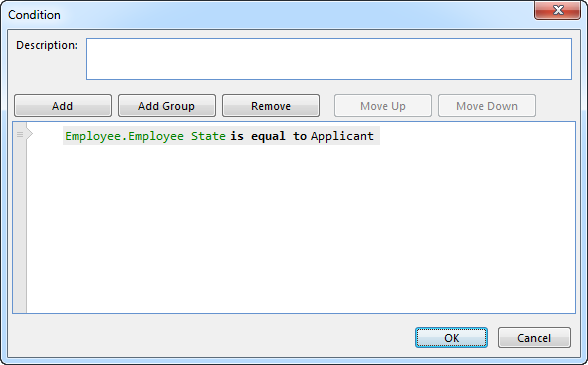 Condition
Description:
Add Add Group Remove Move Up Move Down
Employee.Employee State is equal to Applicant
OK Cancel